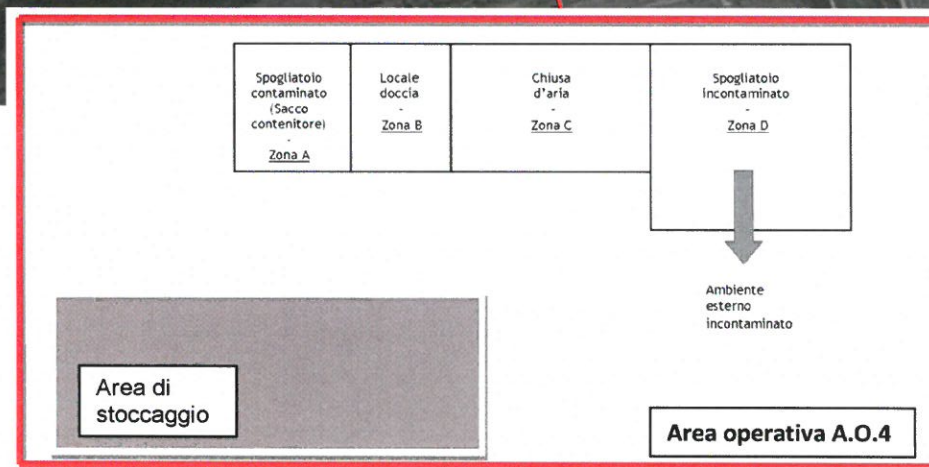 Spogliatoio
contaminato
(Sacco
contenitore)
-
Zona A
Locale
doccia
-
Zona B
Chiusa
d'aria
-
Zona C
Spogliatoio
incontaminato
-
Zona D
Ambiente
esterno
incontaminato
Area di
stoccaggio
Area operativa A.O.4